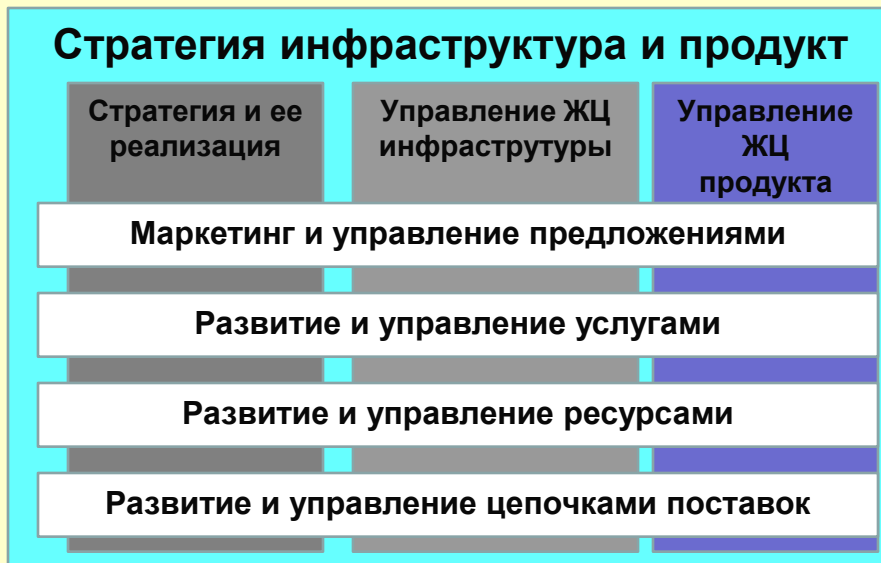 Стратегия инфраструктура и продукт
Стратегия и ее
реализация
Управление ЖЦ
инфраструтуры
Управление
ЖЦ
продукта
Маркетинг и управление предложениями
Развитие и управление услугами
Развитие и управление ресурсами
Развитие и управление цепочками поставок